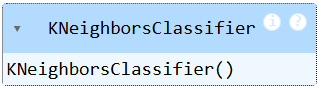 ▾ KNeighborsClassifier i ?
KNeighborsClassifier()